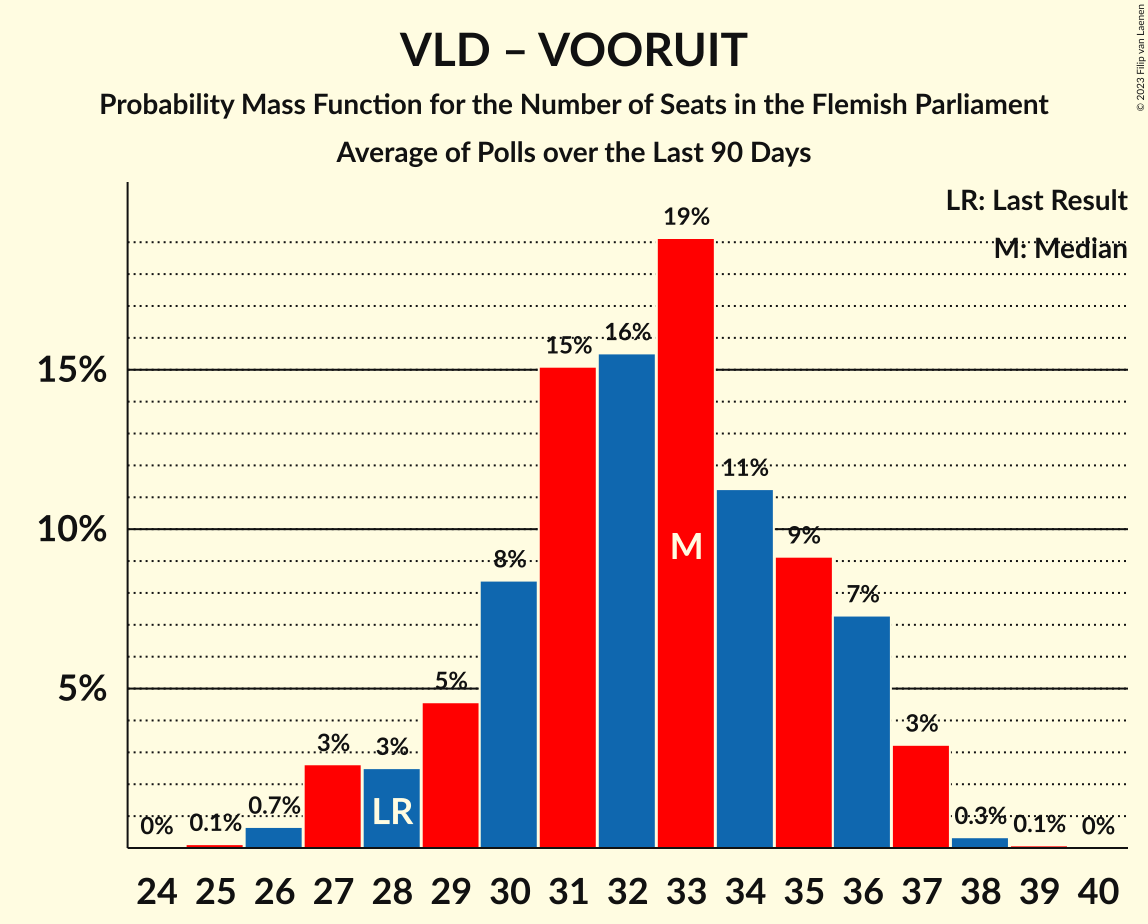 VLD – VOORUIT
Probability Mass Function for the Number of Seats in the Flemish Parliament
Average of Polls over the Last 90 Days
© 2023 Filip van Laenen
LR: Last Result
M: Median
15%
10%
5%
0%
0.1%
0.7%
3%
3%
5%
8%
15%
16%
19%
11%
9%
7%
3%
0.3%
0.1%
0%
LR
M
24 25 26 27 28 29 30 31 32 33 34 35 36 37 38 39 40